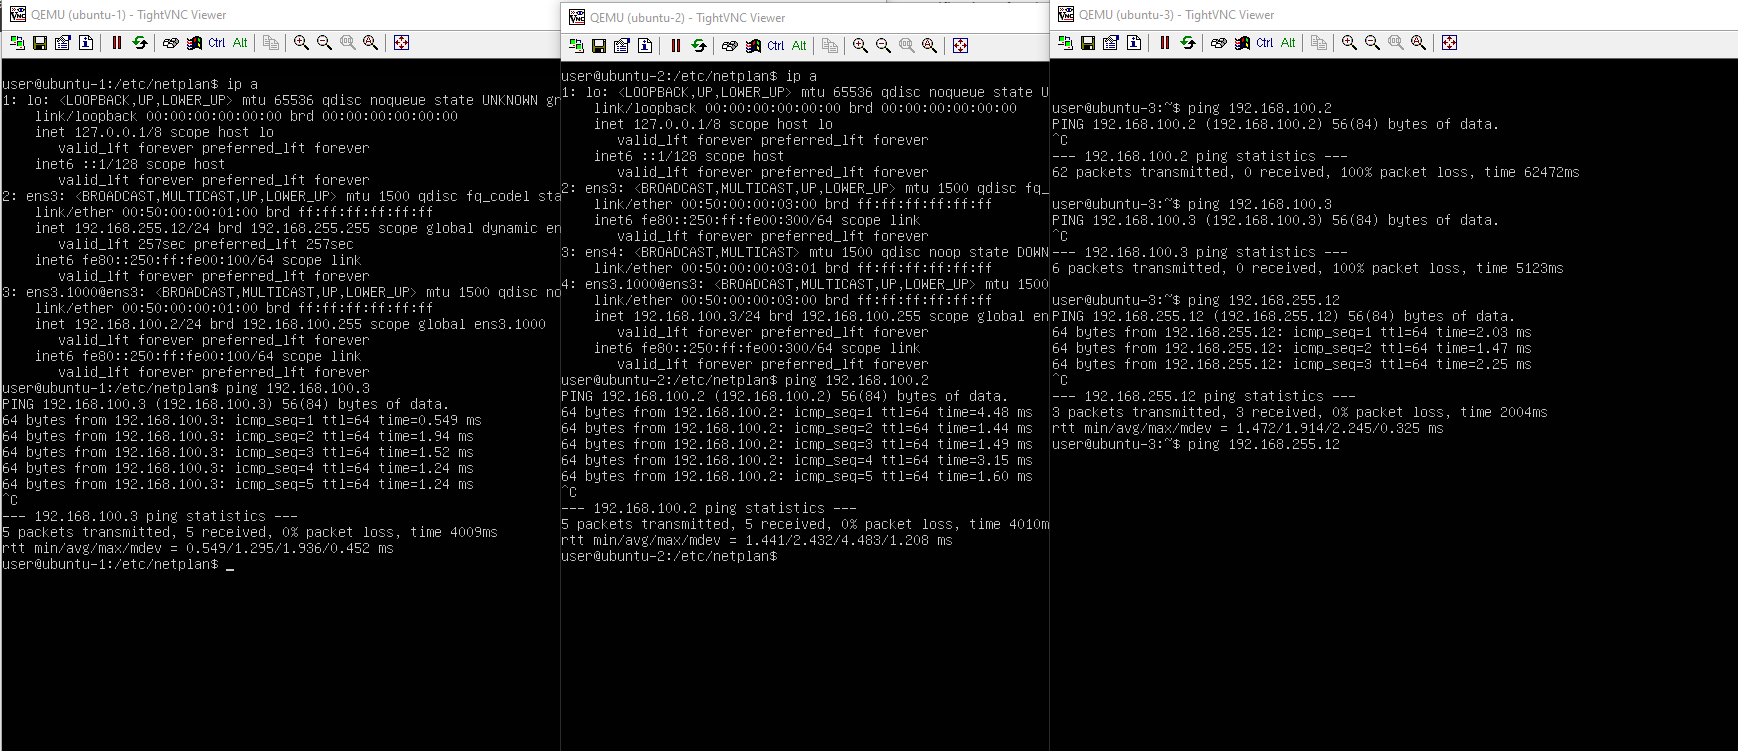 QEMU (ubuntu-1) - TightVNC Viewer
Ctrl Alt
user@ubuntu-1:/etc/netplan$ ip a
1: lo: <LOOPBACK,UP,LOWER_UP> mtu 65536 qdisc noqueue state UNKNOWN gr
    link/loopback 00:00:00:00:00:00 brd 00:00:00:00:00:00
    inet 127.0.0.1/8 scope host lo
       valid_lft forever preferred_lft forever
    inet6 ::1/128 scope host
       valid_lft forever preferred_lft forever
2: ens3: <BROADCAST,MULTICAST,UP,LOWER_UP> mtu 1500 qdisc fq_codel sta
    link/ether 00:50:00:00:01:00 brd ff:ff:ff:ff:ff:ff
    inet 192.168.255.12/24 brd 192.168.255.255 scope global dynamic en
       valid_lft 257sec preferred_lft 257sec
    inet6 fe80::250:ff:fe00:100/64 scope link
       valid_lft forever preferred_lft forever
3: ens3.1000@ens3: <BROADCAST,MULTICAST,UP,LOWER_UP> mtu 1500 qdisc no
    link/ether 00:50:00:00:01:00 brd ff:ff:ff:ff:ff:ff
    inet 192.168.100.2/24 brd 192.168.100.255 scope global ens3.1000
       valid_lft forever preferred_lft forever
    inet6 fe80::250:ff:fe00:100/64 scope link
       valid_lft forever preferred_lft forever
user@ubuntu-1:/etc/netplan$ ping 192.168.100.3
PING 192.168.100.3 (192.168.100.3) 56(84) bytes of data.
64 bytes from 192.168.100.3: icmp_seq=1 ttl=64 time=0.549 ms
64 bytes from 192.168.100.3: icmp_seq=2 ttl=64 time=1.94 ms
64 bytes from 192.168.100.3: icmp_seq=3 ttl=64 time=1.52 ms
64 bytes from 192.168.100.3: icmp_seq=4 ttl=64 time=1.24 ms
64 bytes from 192.168.100.3: icmp_seq=5 ttl=64 time=1.24 ms
^C
--- 192.168.100.3 ping statistics ---
5 packets transmitted, 5 received, 0% packet loss, time 4009ms
rtt min/avg/max/mdev = 0.549/1.295/1.936/0.452 ms
user@ubuntu-1:/etc/netplan$ _
QEMU (ubuntu-2) - TightVNC Viewer
Ctrl Alt
user@ubuntu-2:/etc/netplan$ ip a
1: lo: <LOOPBACK,UP,LOWER_UP> mtu 65536 qdisc noqueue state U
    link/loopback 00:00:00:00:00:00 brd 00:00:00:00:00:00
    inet 127.0.0.1/8 scope host lo
       valid_lft forever preferred_lft forever
    inet6 ::1/128 scope host
       valid_lft forever preferred_lft forever
2: ens3: <BROADCAST,MULTICAST,UP,LOWER_UP> mtu 1500 qdisc fq_
    link/ether 00:50:00:00:03:00 brd ff:ff:ff:ff:ff:ff
    inet6 fe80::250:ff:fe00:300/64 scope link
       valid_lft forever preferred_lft forever
3: ens4: <BROADCAST,MULTICAST> mtu 1500 qdisc noop state DOWN
    link/ether 00:50:00:00:03:01 brd ff:ff:ff:ff:ff:ff
4: ens3.1000@ens3: <BROADCAST,MULTICAST,UP,LOWER_UP> mtu 1500
    link/ether 00:50:00:00:03:00 brd ff:ff:ff:ff:ff:ff
    inet 192.168.100.3/24 brd 192.168.100.255 scope global en
       valid_lft forever preferred_lft forever
    inet6 fe80::250:ff:fe00:300/64 scope link
       valid_lft forever preferred_lft forever
user@ubuntu-2:/etc/netplan$ ping 192.168.100.2
PING 192.168.100.2 (192.168.100.2) 56(84) bytes of data.
64 bytes from 192.168.100.2: icmp_seq=1 ttl=64 time=4.48 ms
64 bytes from 192.168.100.2: icmp_seq=2 ttl=64 time=1.44 ms
64 bytes from 192.168.100.2: icmp_seq=3 ttl=64 time=1.49 ms
64 bytes from 192.168.100.2: icmp_seq=4 ttl=64 time=3.15 ms
64 bytes from 192.168.100.2: icmp_seq=5 ttl=64 time=1.60 ms
^C
--- 192.168.100.2 ping statistics ---
5 packets transmitted, 5 received, 0% packet loss, time 4010m
rtt min/avg/max/mdev = 1.441/2.432/4.483/1.208 ms
user@ubuntu-2:/etc/netplan$
QEMU (ubuntu-3) - TightVNC Viewer
Ctrl Alt
user@ubuntu-3:~$ ping 192.168.100.2
PING 192.168.100.2 (192.168.100.2) 56(84) bytes of data.
^C
--- 192.168.100.2 ping statistics ---
62 packets transmitted, 0 received, 100% packet loss, time 62472ms
user@ubuntu-3:~$ ping 192.168.100.3
PING 192.168.100.3 (192.168.100.3) 56(84) bytes of data.
^C
--- 192.168.100.3 ping statistics ---
6 packets transmitted, 0 received, 100% packet loss, time 5123ms
user@ubuntu-3:~$ ping 192.168.255.12
PING 192.168.255.12 (192.168.255.12) 56(84) bytes of data.
64 bytes from 192.168.255.12: icmp_seq=1 ttl=64 time=2.03 ms
64 bytes from 192.168.255.12: icmp_seq=2 ttl=64 time=1.47 ms
64 bytes from 192.168.255.12: icmp_seq=3 ttl=64 time=2.25 ms
^C
--- 192.168.255.12 ping statistics ---
3 packets transmitted, 3 received, 0% packet loss, time 2004ms
rtt min/avg/max/mdev = 1.472/1.914/2.245/0.325 ms
user@ubuntu-3:~$ ping 192.168.255.12